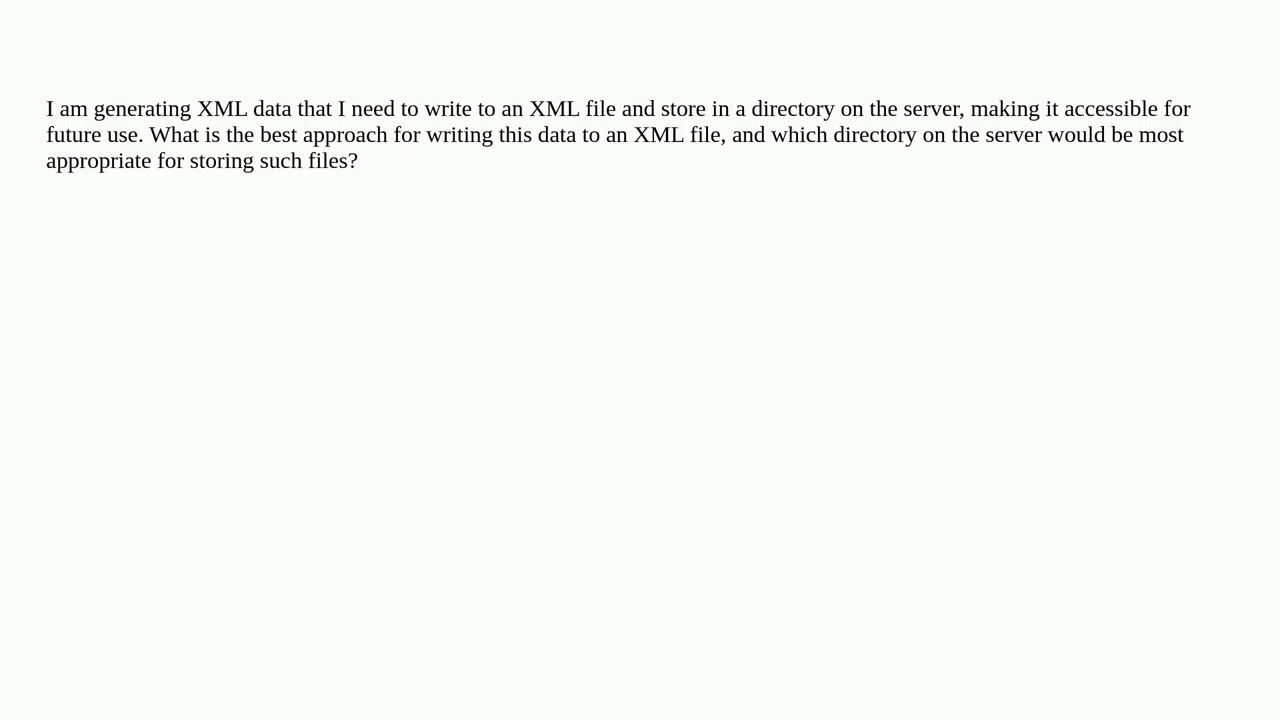 I am generating XML data that I need to write to an XML file and store in a directory on the server, making it accessible for
future use. What is the best approach for writing this data to an XML file, and which directory on the server would be most
appropriate for storing such files?